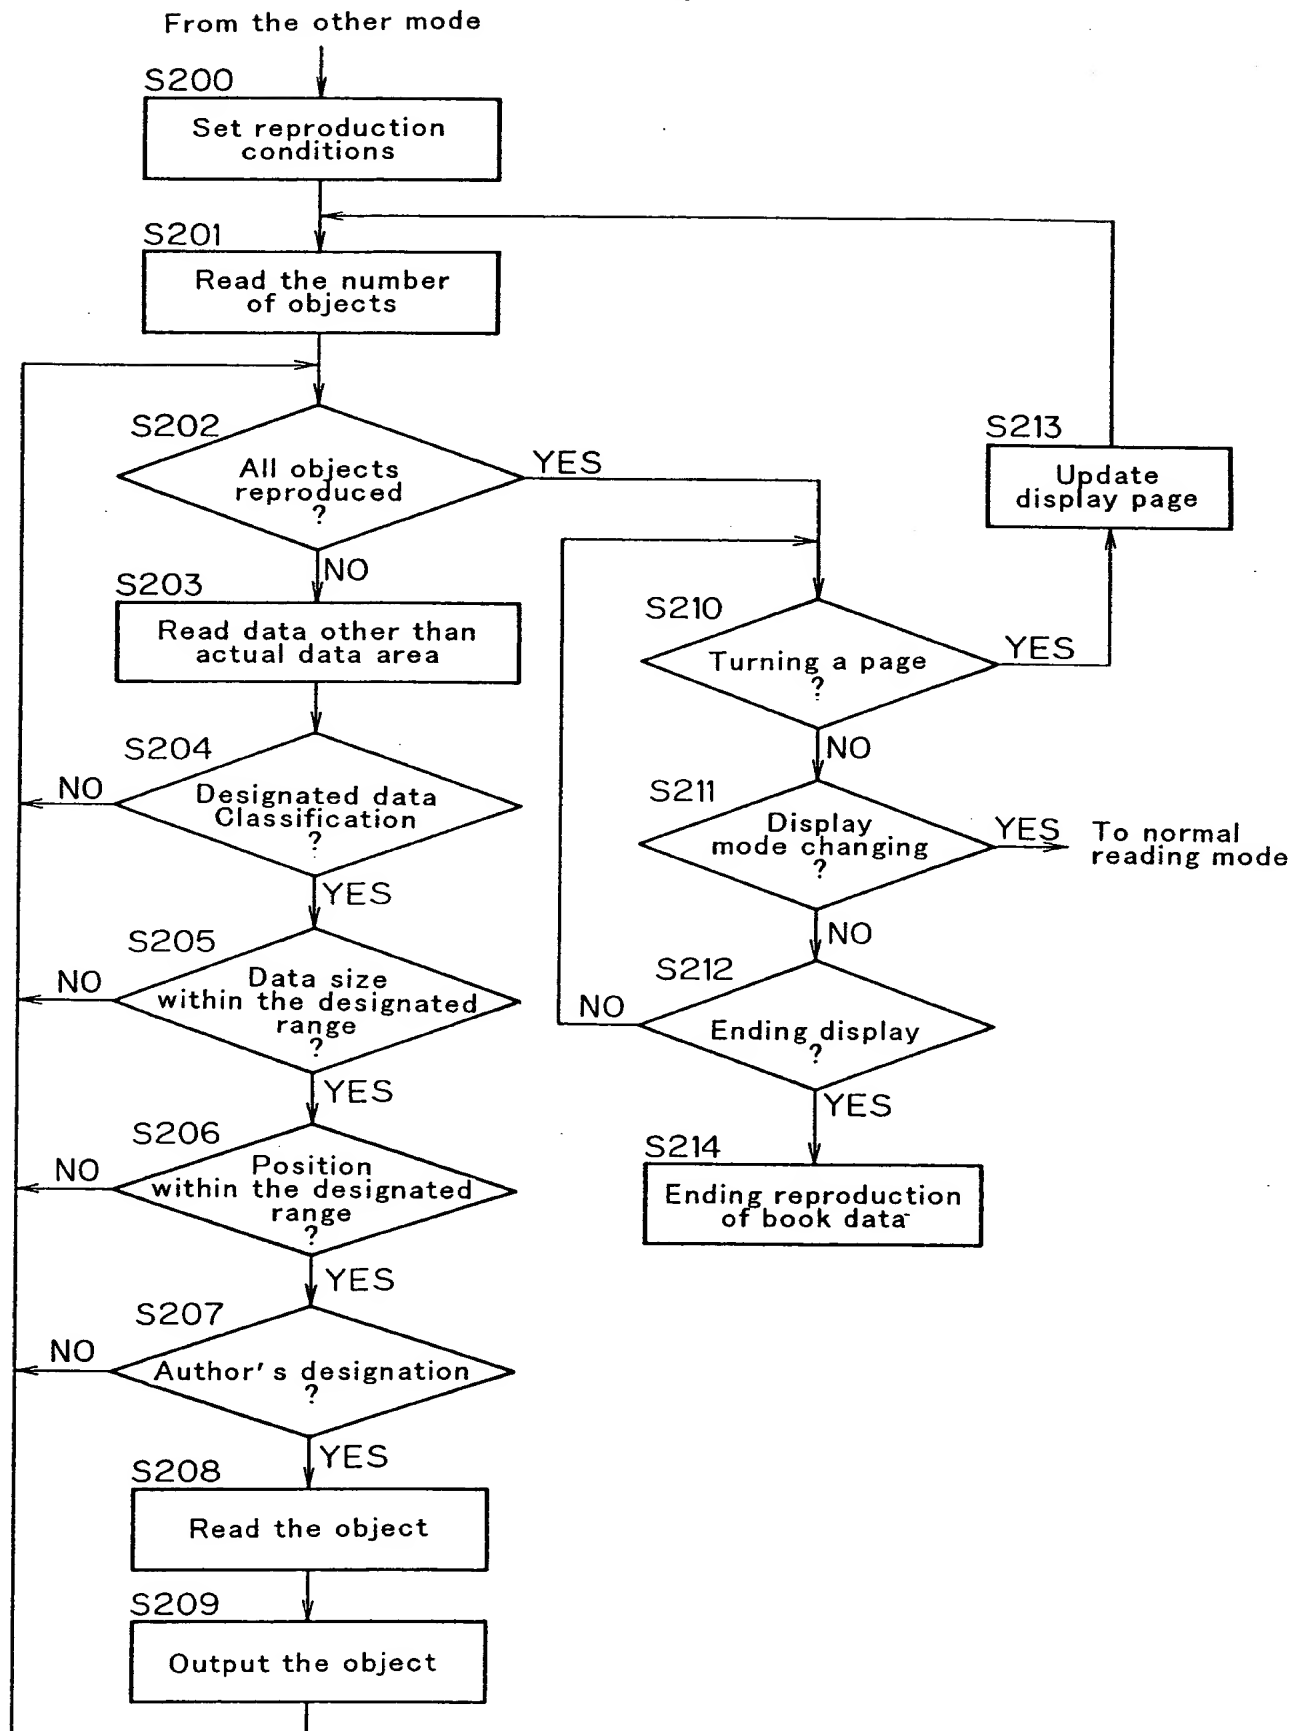 From the other mode
S200
Set reproduction
conditions
S201
Read the number
of objects
S202
All objects
reproduced
?
YES
NO
S203
Read data other than
actual data area
S204
Designated data
Classification
?
NO
YES
S205
Data size
within the designated
range
?
NO
YES
S206
Position
within the designated
range
?
NO
YES
S207
Author's designation
?
NO
YES
S208
Read the object
S209
Output the object
S213
Update
display page
S210
Turning a page
?
YES
NO
S211
Display
mode changing
?
YES
To normal
reading mode
NO
S212
Ending display
?
NO
YES
S214
Ending reproduction
of book data